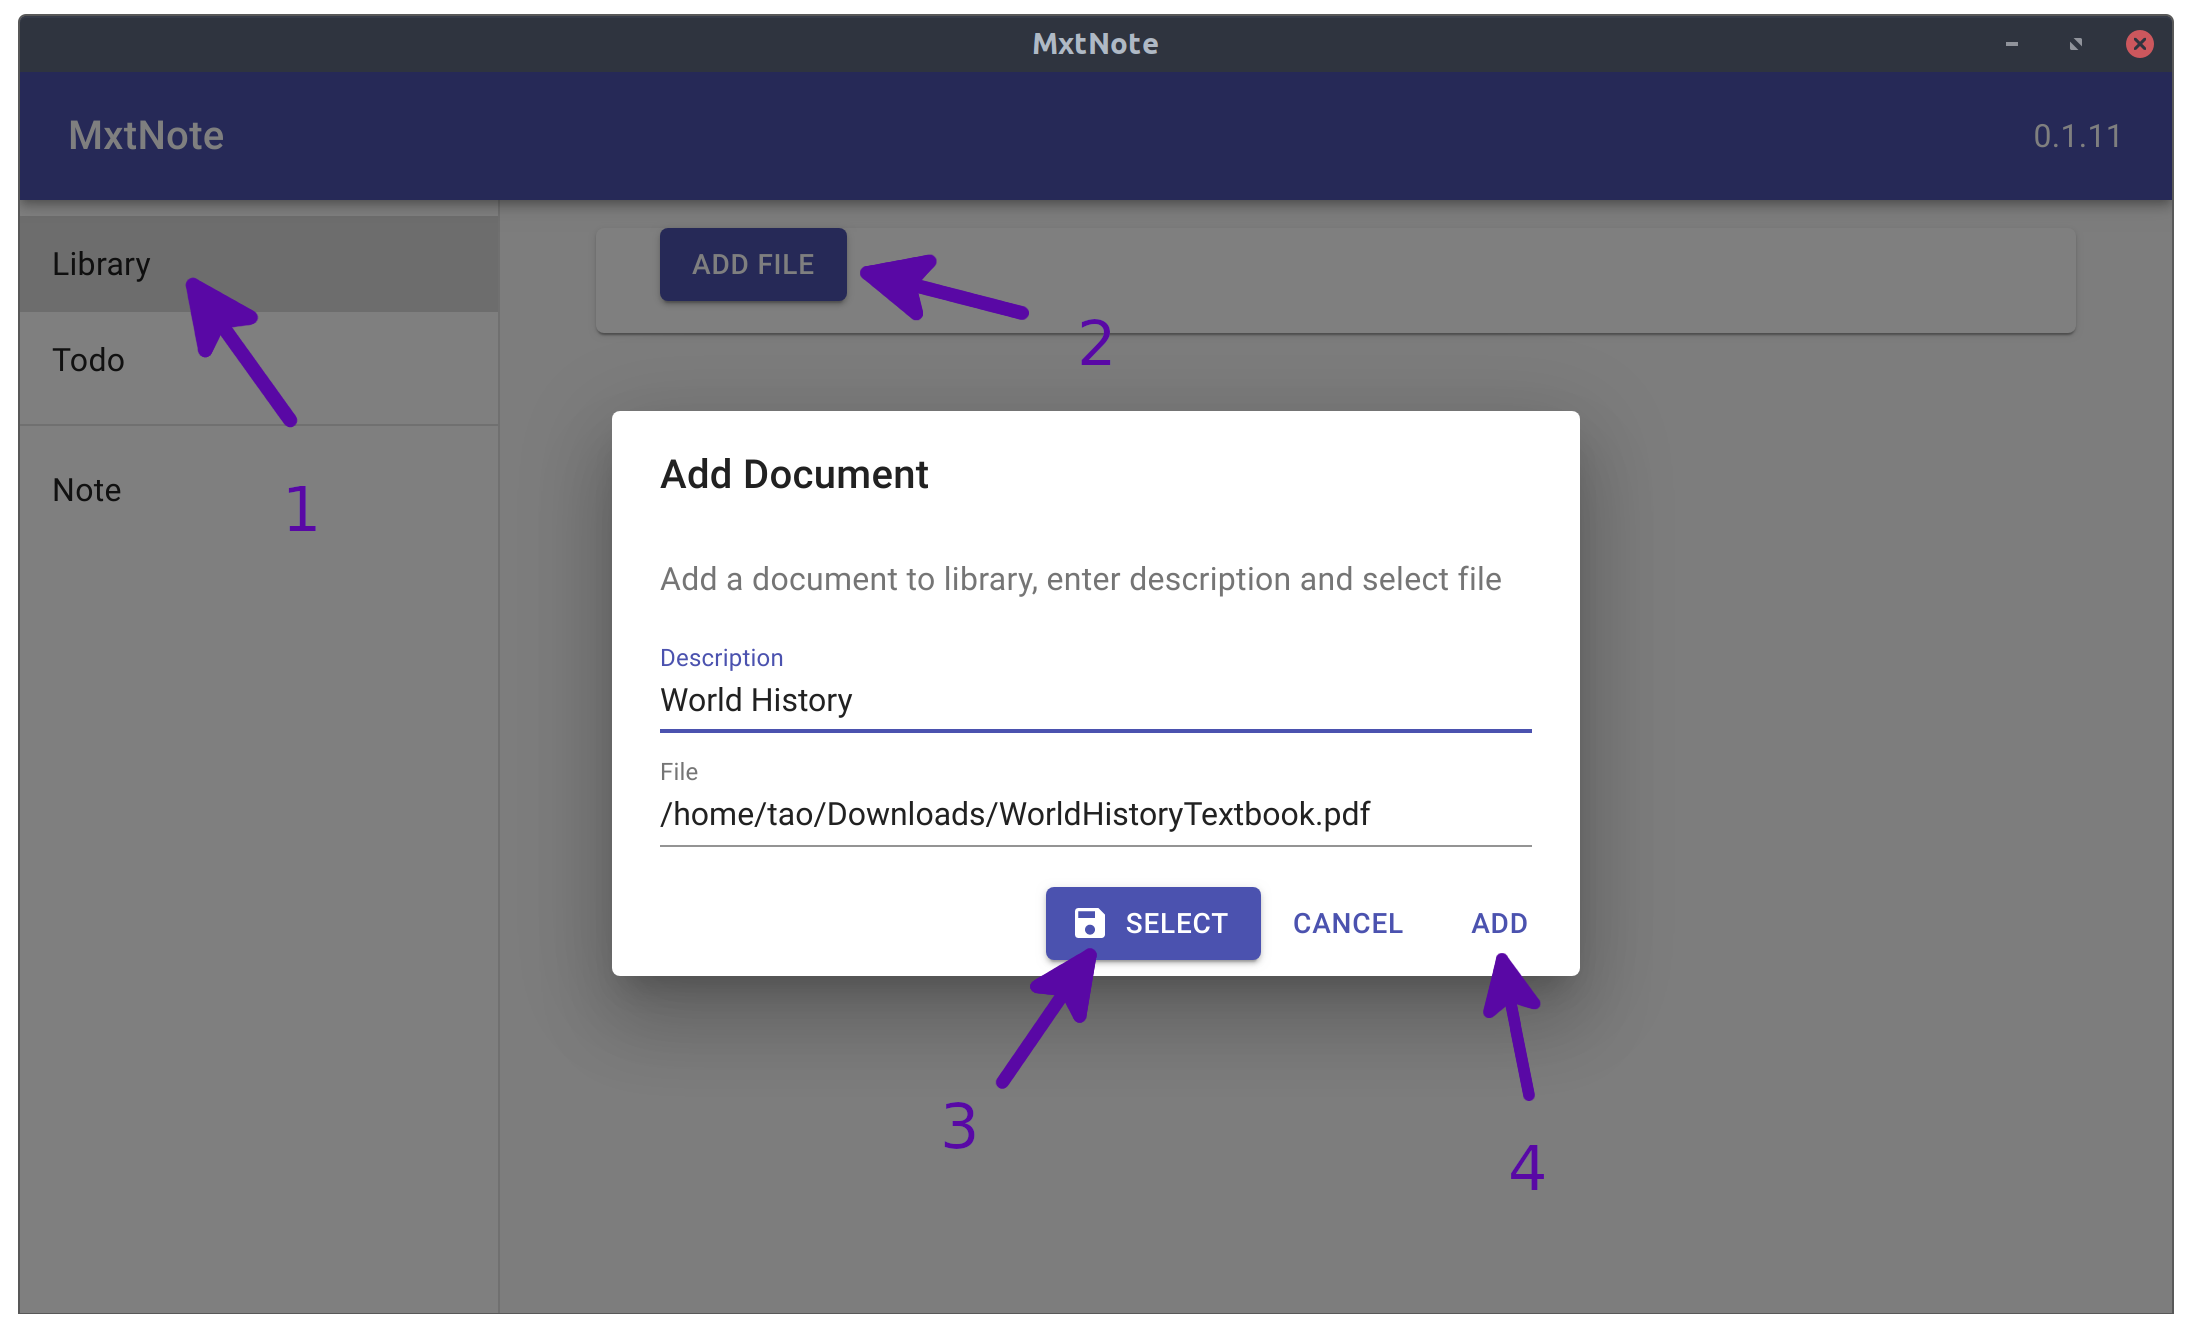 MxtNote
MxtNote
0.1.11
Library
Todo
Note
1
ADD FILE
2
Add Document
Add a document to library, enter description and select file
Description
World History
File
/home/tao/Downloads/WorldHistoryTextbook.pdf
SELECT CANCEL ADD
3
4